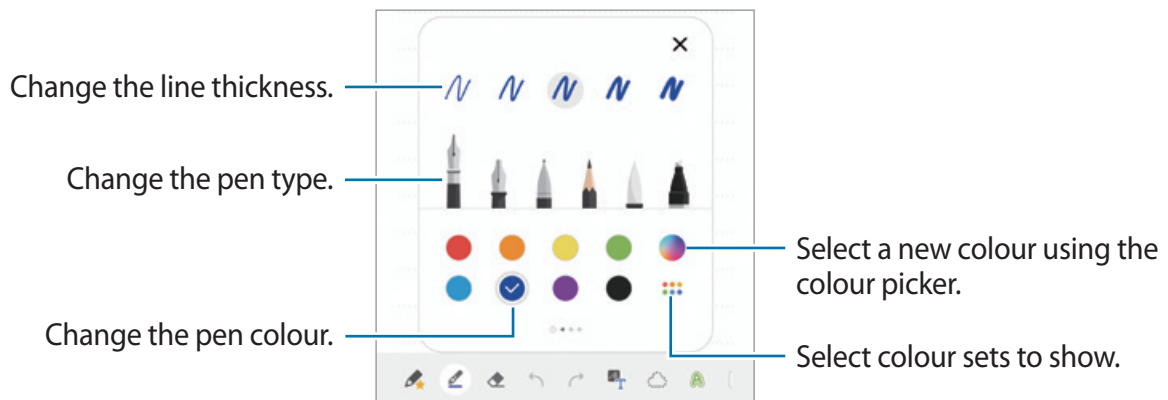 Change the line thickness.
Change the pen type.
Select a new colour using the
colour picker.
Change the pen colour.
Select colour sets to show.